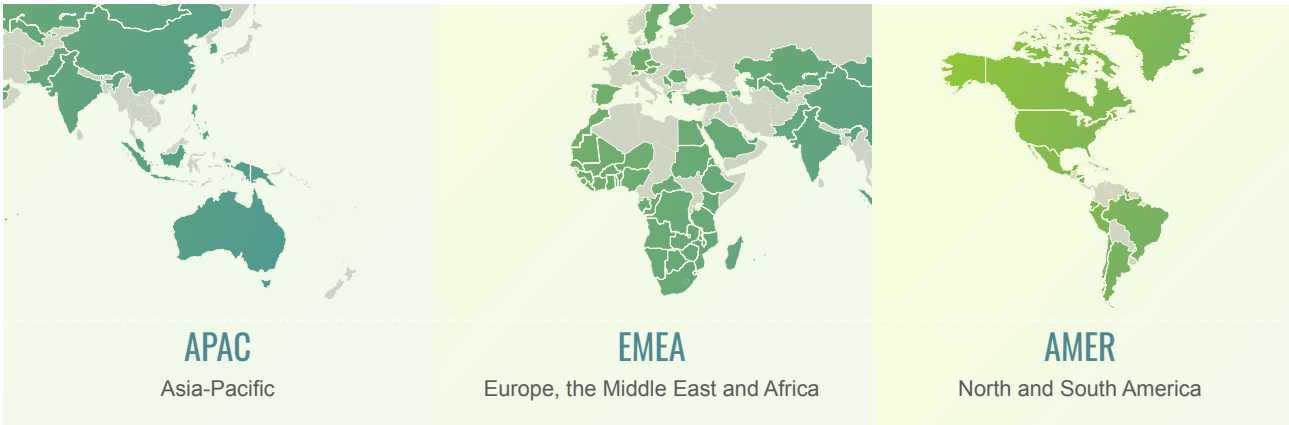 APAC
Asia-Pacific
EMEA
Europe, the Middle East and Africa
AMER
North and South America